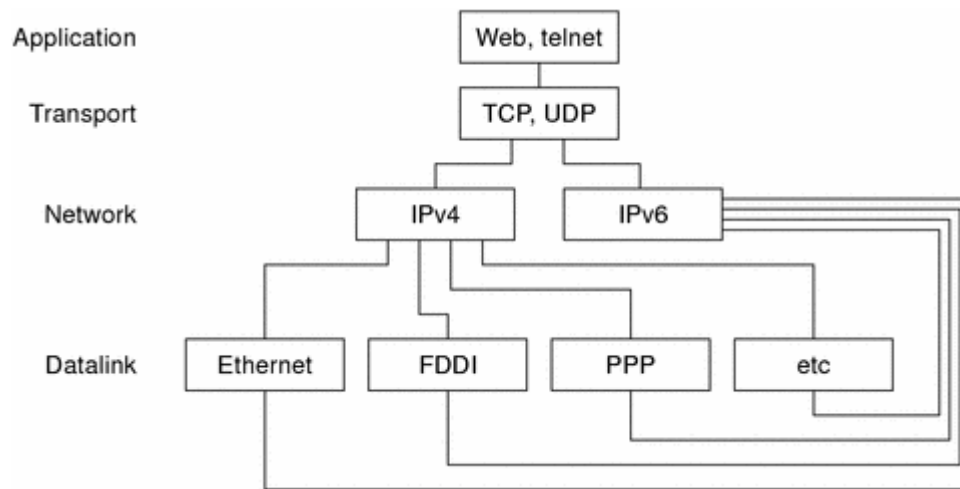 Application
Web, telnet
Transport
TCP, UDP
Network
IPv4
IPv6
Datalink
Ethernet
FDDI
PPP
etc